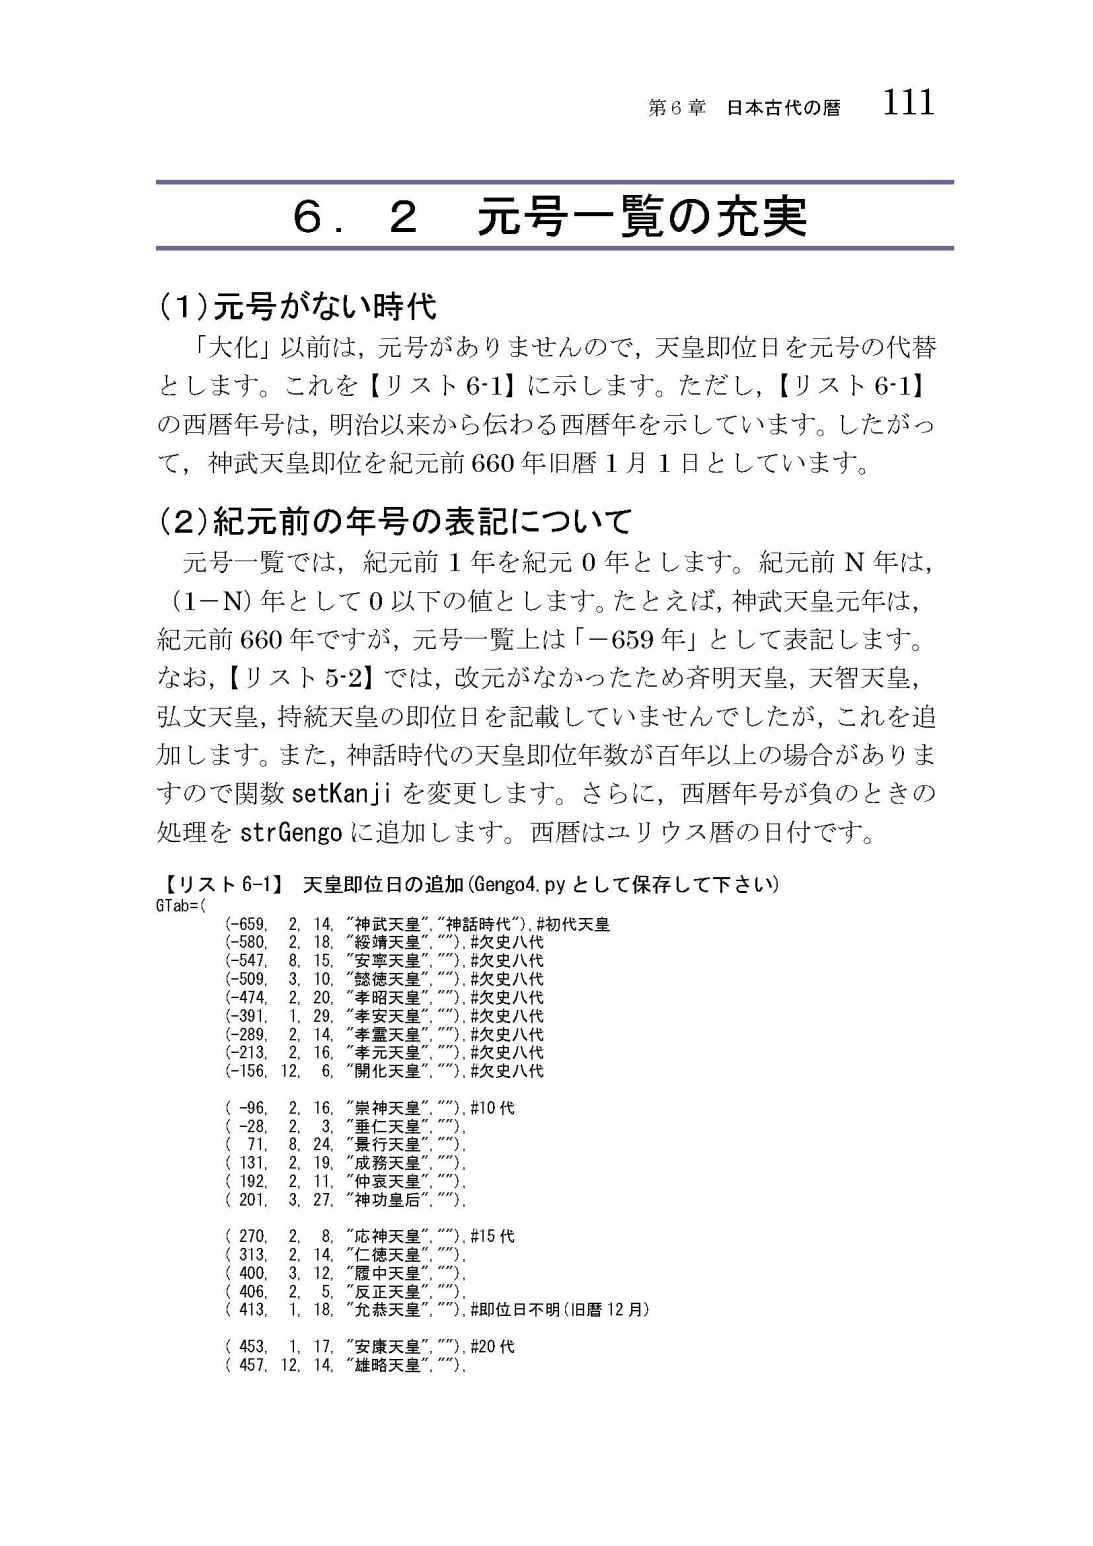 第6章　日本古代の暦　111
６．２　元号一覧の充実
(1)元号がない時代
「大化」以前は，元号がありませんので，天皇即位日を元号の代替
とします。これを【リスト 6-1】に示します。ただし，【リスト 6-1】
の西暦年号は，明治以来から伝わる西暦年を示しています。したがっ
て，神武天皇即位を紀元前 660 年旧暦 1 月 1 日としています。
(2)紀元前の年号の表記について
元号一覧では，紀元前 1 年を紀元 0 年とします。紀元前 N 年は，
（1－N）年として 0 以下の値とします。たとえば，神武天皇元年は，
紀元前 660 年ですが，元号一覧上は「－659 年」として表記します。
なお，【リスト 5-2】では，改元がなかったため斉明天皇，天智天皇，
弘文天皇，持統天皇の即位日を記載していませんでしたが，これを追
加します。また，神話時代の天皇即位年数が百年以上の場合がありま
すので関数 setKanji を変更します。さらに，西暦年号が負のときの
処理を strGengo に追加します。西暦はユリウス暦の日付です。
【リスト 6-1】 天皇即位日の追加(Gengo4.py として保存して下さい)
GTab=(
(-659, 2, 14, "神武天皇","神話時代"),#初代天皇
(-580, 2, 18, "綏靖天皇",""),#欠史八代
(-547, 8, 15, "安寧天皇",""),#欠史八代
(-509, 3, 10, "懿徳天皇",""),#欠史八代
(-474, 2, 20, "孝昭天皇",""),#欠史八代
(-391, 1, 29, "孝安天皇",""),#欠史八代
(-289, 2, 14, "孝霊天皇",""),#欠史八代
(-213, 2, 16, "孝元天皇",""),#欠史八代
(-156, 12, 6, "開化天皇",""),#欠史八代
( -96, 2, 16, "崇神天皇",""),#10 代
( -28, 2, 3, "垂仁天皇",""),
( 71, 8, 24, "景行天皇",""),
( 131, 2, 19, "成務天皇",""),
( 192, 2, 11, "仲哀天皇",""),
( 201, 3, 27, "神功皇后",""),
( 270, 2, 8, "応神天皇",""),#15 代
( 313, 2, 14, "仁徳天皇",""),
( 400, 3, 12, "履中天皇",""),
( 406, 2, 5, "反正天皇",""),
( 413, 1, 18, "允恭天皇",""),#即位日不明(旧暦 12 月)
( 453, 1, 17, "安康天皇",""),#20 代
( 457, 12, 14, "雄略天皇",""),